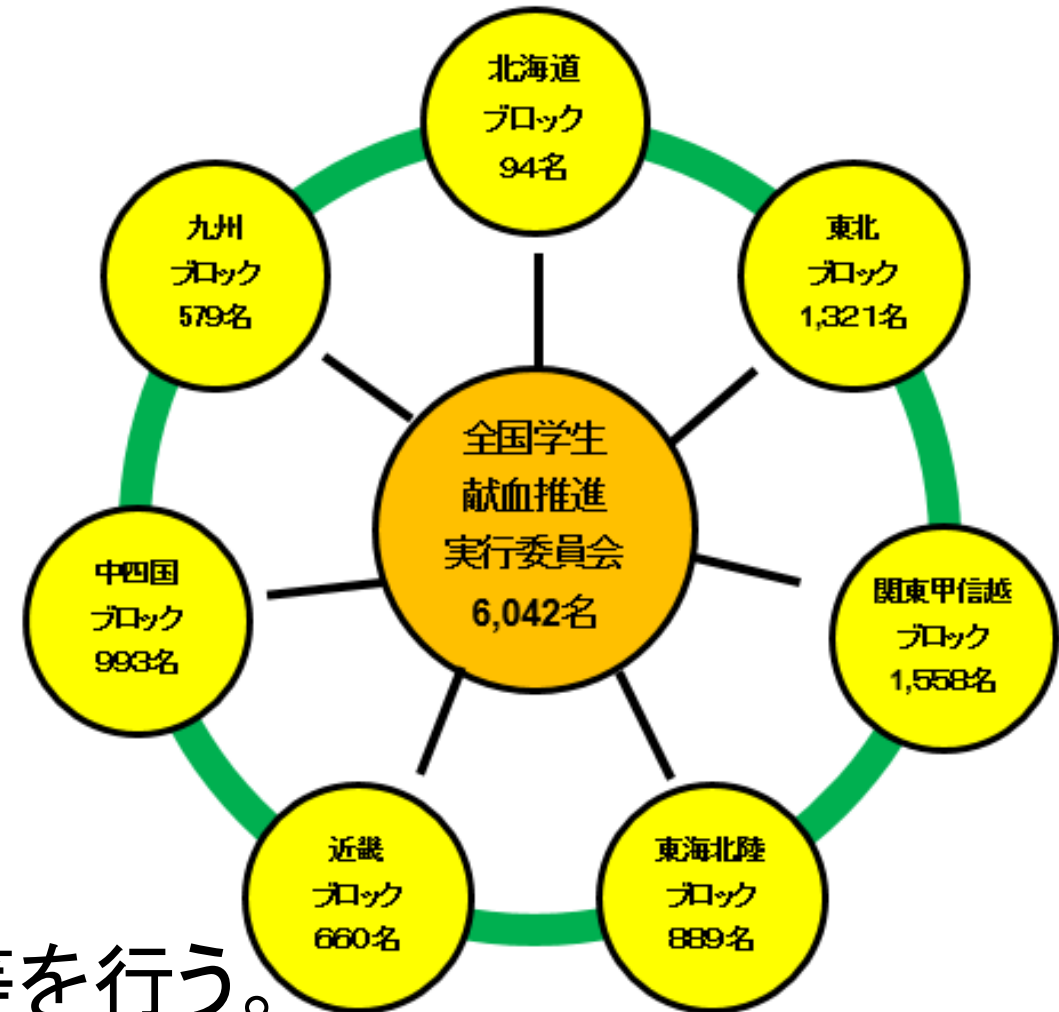 北海道
ブロック
94名
東北
ブロック
1,321名
関東甲信越
ブロック
1,558名
東海北陸
ブロック
889名
近畿
ブロック
660名
中四国
ブロック
993名
九州
ブロック
579名
全国学生
献血推進
実行委員会
6,042名
等を行う。